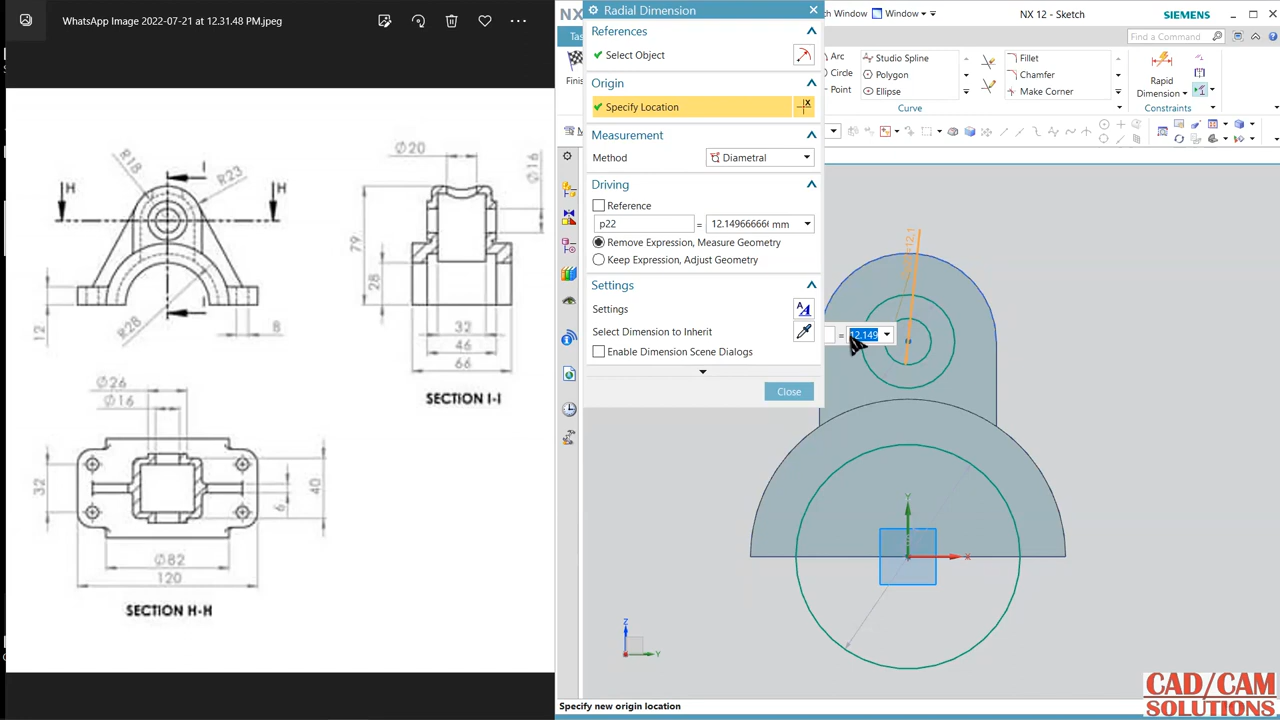 WhatsApp Image 2022-07-21 at 12.31.48 PM.jpeg
R18
R23
H
H
I
I
R28
12
8
Ø20
Ø16
79
28
32
46
66
SECTION I-I
Ø26
Ø16
32
40
6
Ø82
120
SECTION H-H
NX
Window
Window
NX 12 - Sketch
SIEMENS
Find a Command
Radial Dimension
References
Select Object
Origin
Specify Location
Measurement
Method
Diametral
Driving
Reference
p22
=
mm
Remove Expression, Measure Geometry
Keep Expression, Adjust Geometry
Settings
Settings
Select Dimension to Inherit
Enable Dimension Scene Dialogs
Close
Arc
Circle
Point
Studio Spline
Polygon
Ellipse
Curve
Fillet
Chamfer
Make Corner
Rapid
Dimension
Constraints
= 12.149
Y
X
Z
Y
Specify new origin location
CAD/CAM
SOLUTIONS